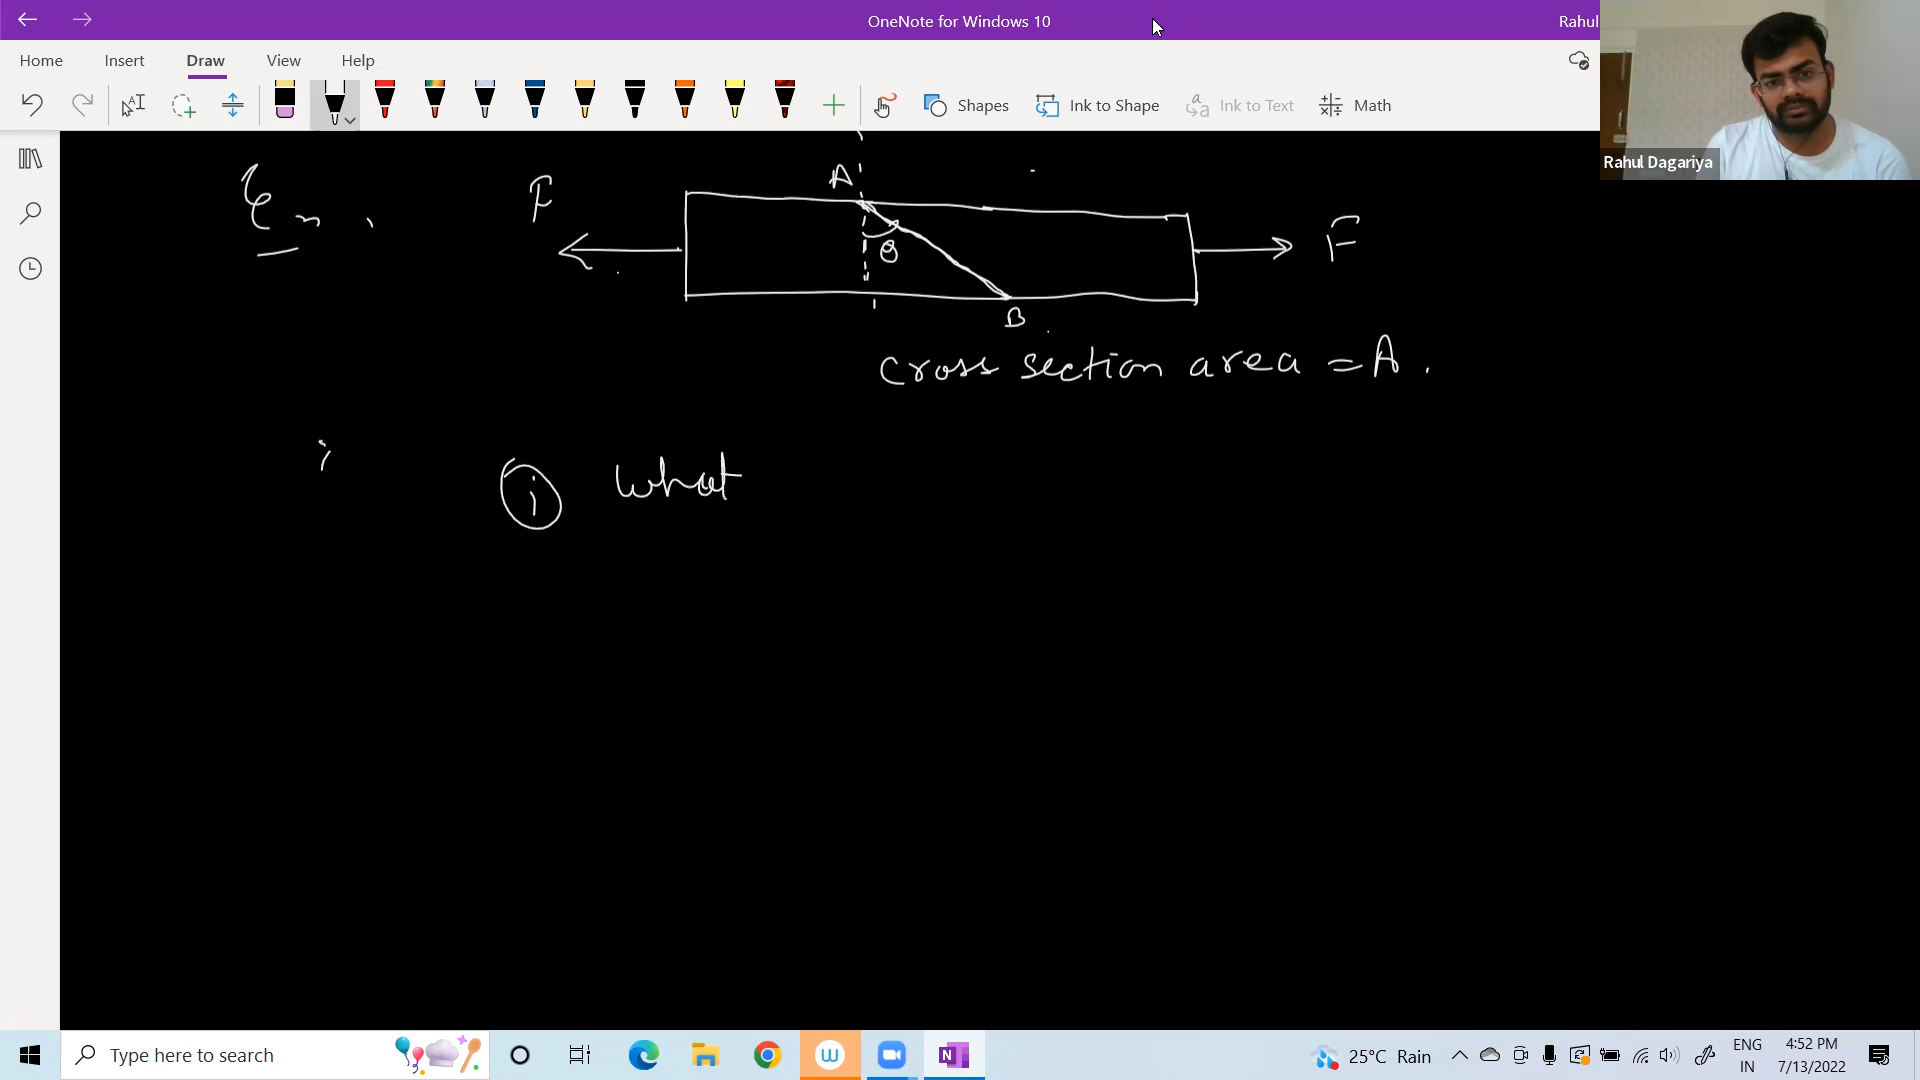 OneNote for Windows 10
Rahul
Home Insert Draw View Help
Shapes Ink to Shape Ink to Text Math
Rahul Dagariya
A
F
θ
F
B
cross section area = A .
i What
Type here to search
25°C Rain
ENG
IN
4:52 PM
7/13/2022